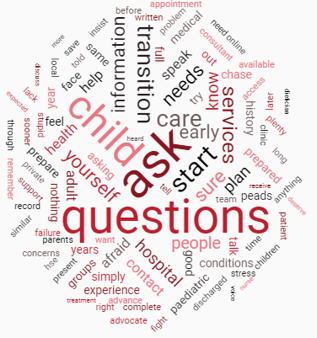 appointment
before
written
problem
insist
medical
need online
more
save
same
told
information
transition
full
consultant
local
face
help
speak
out
available
discuss
needs
know
chase
access
lack
year
child
try
services
later
dietician
expected
stupid
feel
care
early
history
plenty
sooner
health
ask
clinic
through
prepare
yourself
asking
heard
start
long
remember
private
adult
sure
plan
prepared
support
nothing
tell
team
peads
receive
anything
record
questions
deserve
similar
failure
want
people
talk
time
patient
parents
years
afraid
hospital
good
conditions
children
concerns
groups
contact
stress
nurse
hse
present
simply
paediatric
discharged
voice
experience
treatment
advance
right
complete
advocate
fight